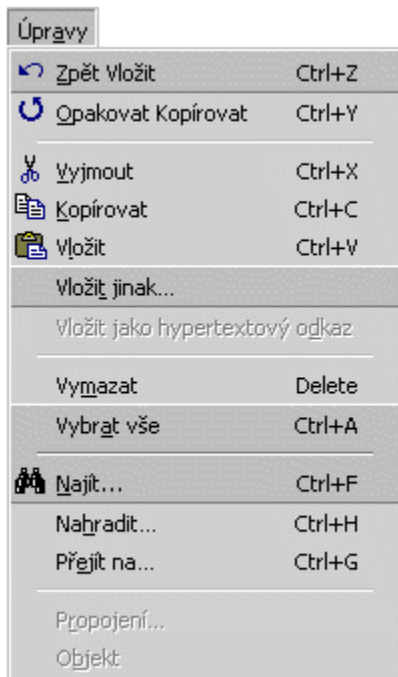 Úpravy
Zpět Vložit Ctrl+Z
Opakovat Kopírovat Ctrl+Y
Vyjmout Ctrl+X
Kopírovat Ctrl+C
Vložit Ctrl+V
Vložit jinak...
Vložit jako hypertextový odkaz
Vymazat Delete
Vybrat vše Ctrl+A
Najít... Ctrl+F
Nahradit... Ctrl+H
Přejít na... Ctrl+G
Propojení...
Objekt